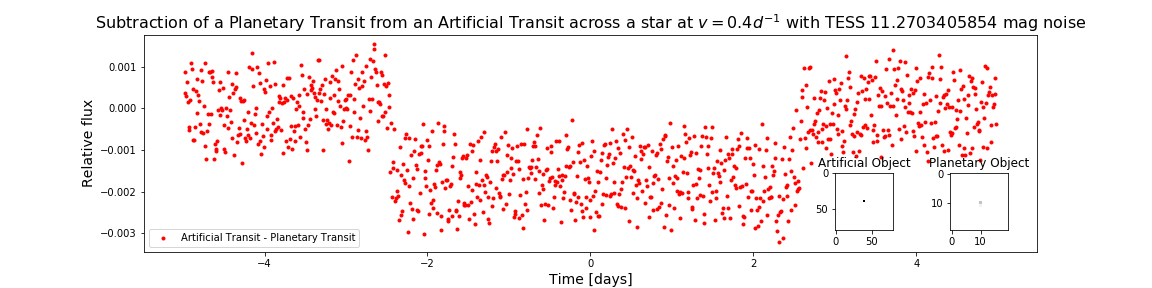 Subtraction of a Planetary Transit from an Artificial Transit across a star at v = 0.4d⁻¹ with TESS 11.2703405854 mag noise
Relative flux
0.001
0.000
−0.001
−0.002
−0.003
Artificial Transit - Planetary Transit
Artificial Object
0
50
0 50
Planetary Object
0
10
0 10
−4 −2 0 2 4
Time [days]